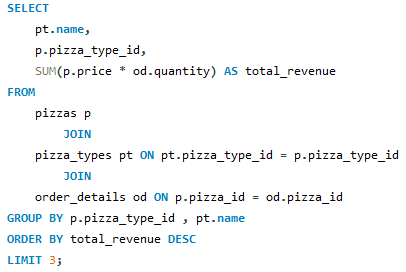 SELECT
    pt.name,
    p.pizza_type_id,
    SUM(p.price * od.quantity) AS total_revenue
FROM
    pizzas p
        JOIN
    pizza_types pt ON pt.pizza_type_id = p.pizza_type_id
        JOIN
    order_details od ON p.pizza_id = od.pizza_id
GROUP BY p.pizza_type_id , pt.name
ORDER BY total_revenue DESC
LIMIT 3;